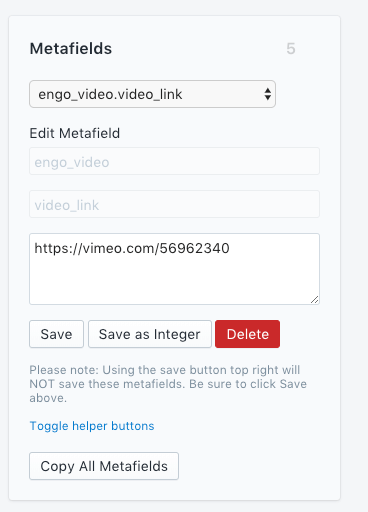 Metafields 5
engo_video.video_link
Edit Metafield
engo_video
video_link
https://vimeo.com/56962340
Save Save as Integer Delete
Please note: Using the save button top right will
NOT save these metafields. Be sure to click Save
above.
Toggle helper buttons
Copy All Metafields